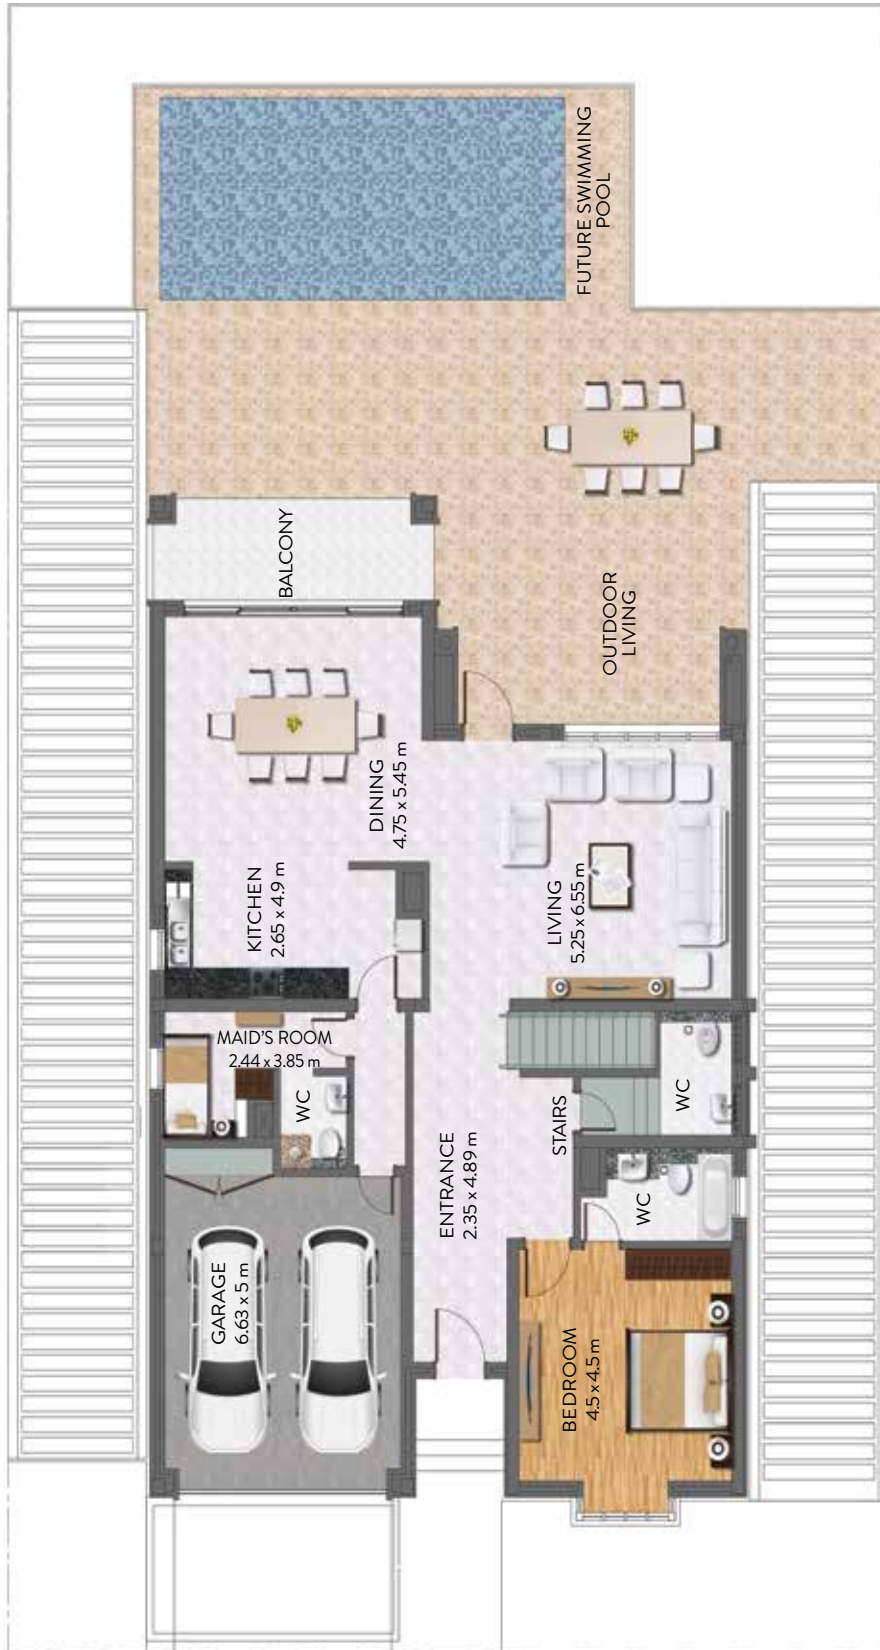 FUTURE SWIMMING
POOL
BALCONY
OUTDOOR
LIVING
DINING
4.75 x 5.45 m
KITCHEN
2.65 x 4.9 m
LIVING
5.25 x 6.55 m
MAID'S ROOM
2.44 x 3.85 m
WC
WC
STAIRS
ENTRANCE
2.35 x 4.89 m
WC
GARAGE
6.63 x 5 m
BEDROOM
4.5 x 4.5 m